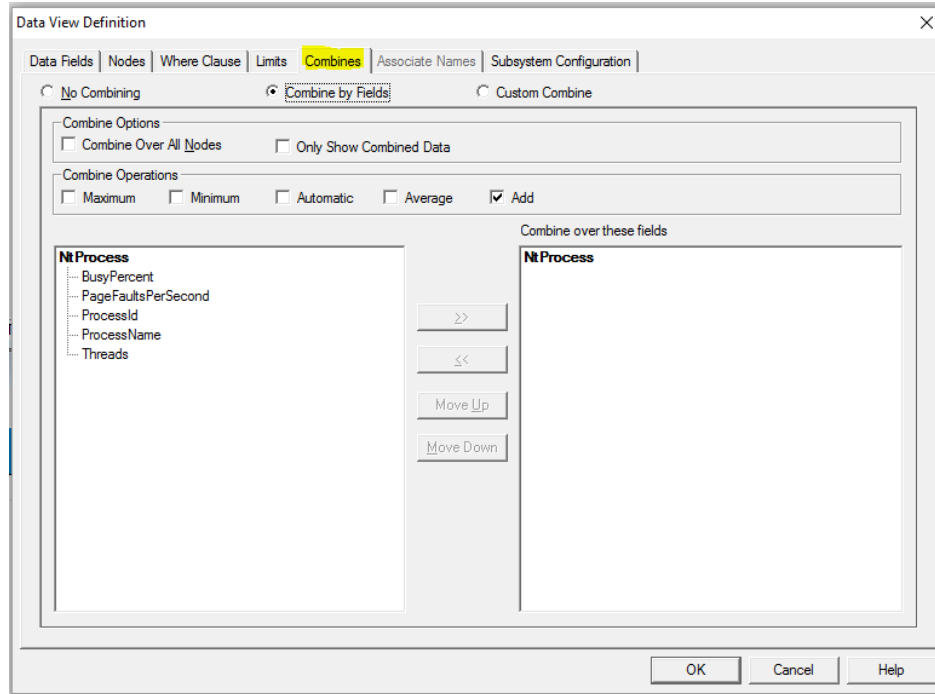 Data View Definition
Data Fields Nodes Where Clause Limits Combines Associate Names Subsystem Configuration
No Combining Combine by Fields Custom Combine
Combine Options
Combine Over All Nodes Only Show Combined Data
Combine Operations
Maximum Minimum Automatic Average Add
Combine over these fields
NtProcess NtProcess
BusyPercent
PageFaultsPerSecond
ProcessId
ProcessName
Threads
>>
<<
Move Up
Move Down
OK Cancel Help